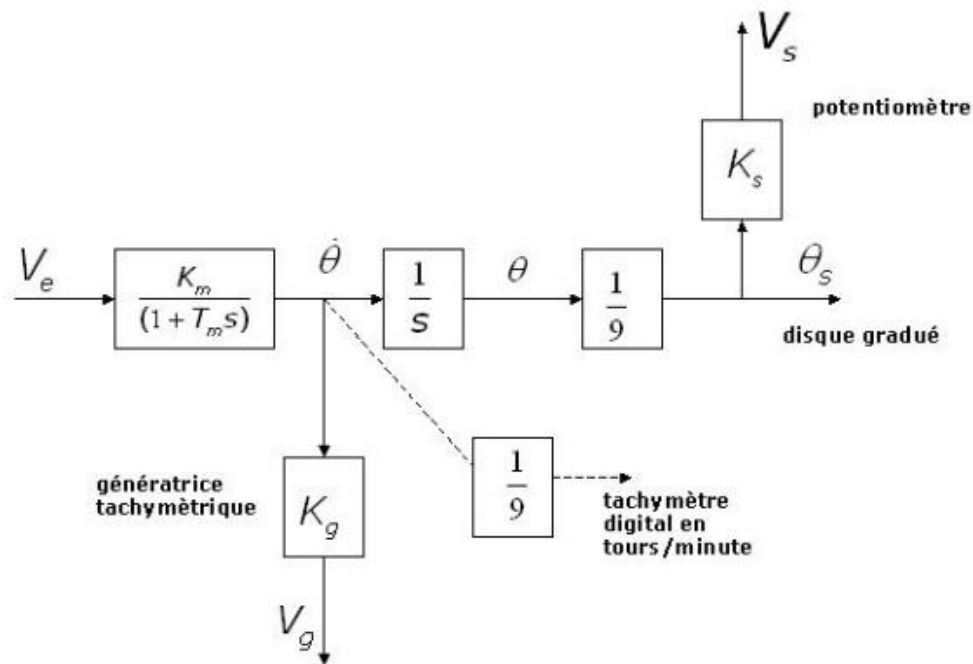 V_s
potentiomètre
K_s
V_e
K_m
(1 + T_m s)
θ̇
1
s
θ
1
9
θ_s
disque gradué
génératrice
tachymètrique
K_g
1
9
tachymètre
digital en
tours/minute
V_g